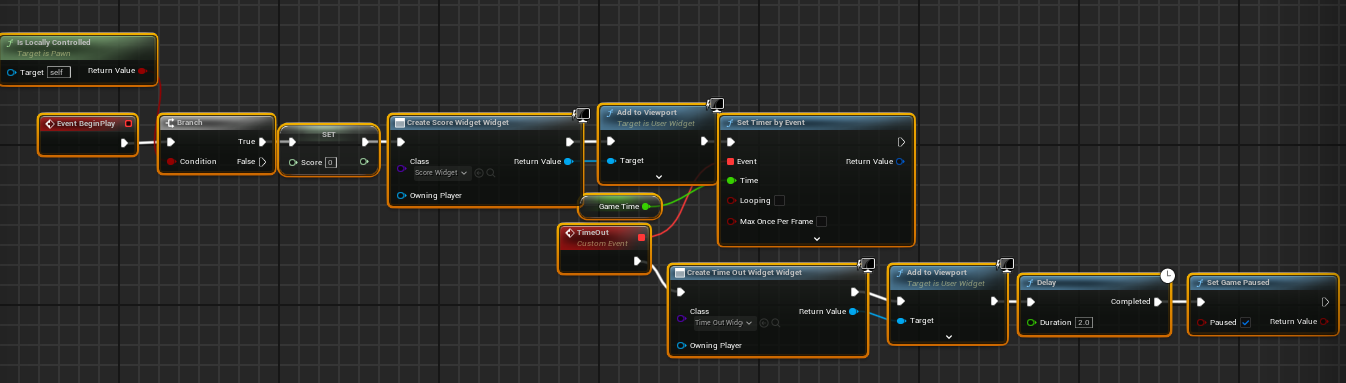 Is Locally Controlled
Target is Pawn
Target self
Return Value
Event BeginPlay
Branch
True
Condition
False
SET
Score 0
Create Score Widget Widget
Class
Score Widget
Return Value
Owning Player
Add to Viewport
Target is User Widget
Target
Game Time
Set Timer by Event
Event
Return Value
Time
Looping
Max Once Per Frame
TimeOut
Custom Event
Create Time Out Widget Widget
Class
Time Out Widg
Return Value
Owning Player
Add to Viewport
Target is User Widget
Target
Delay
Completed
Duration 2.0
Set Game Paused
Paused
Return Value